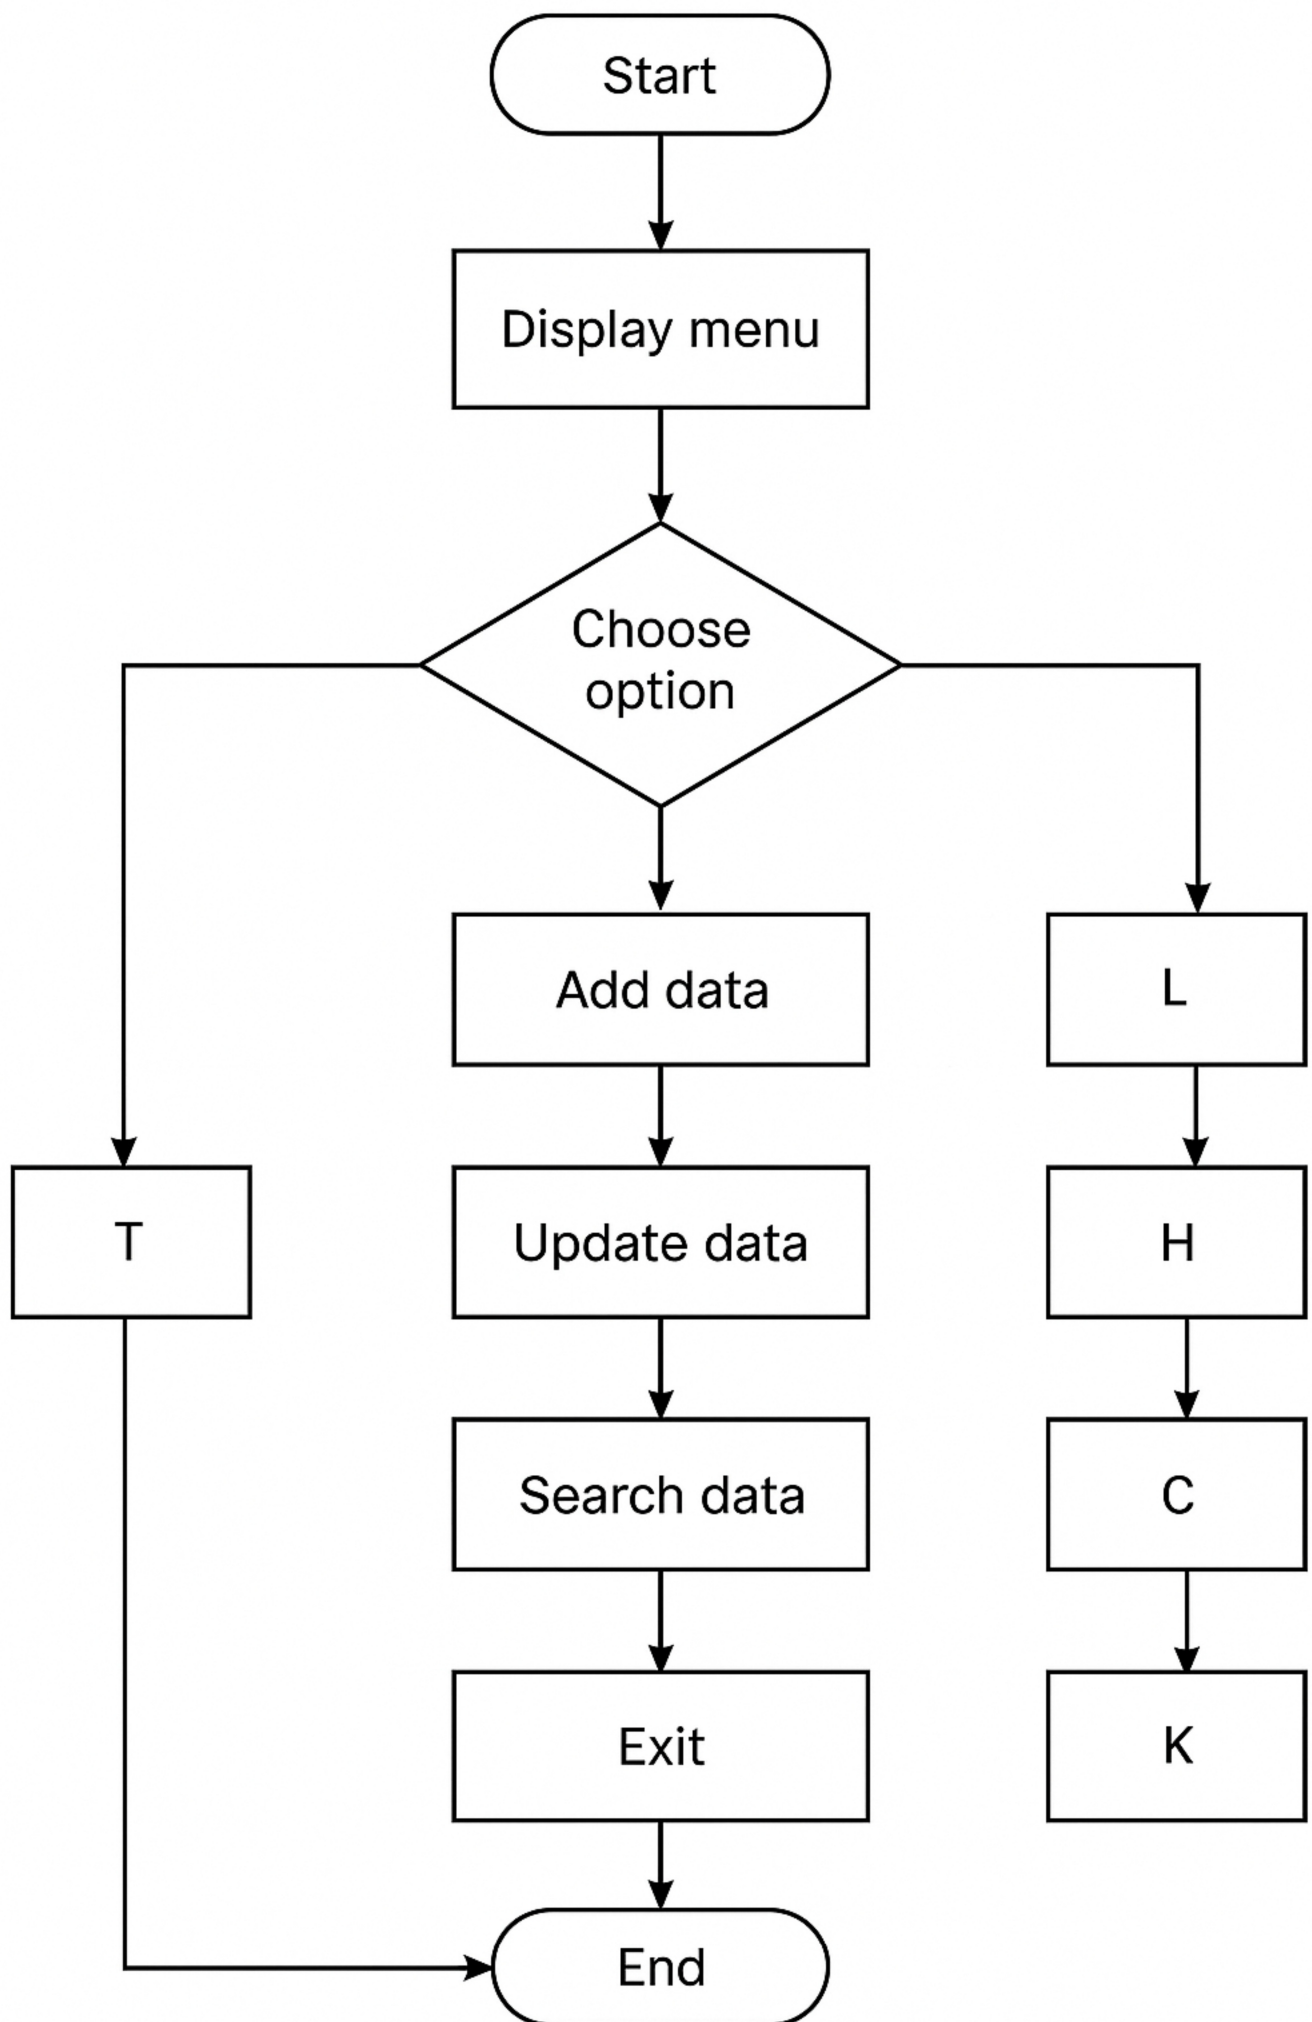 Start
Display menu
Choose
option
Add data
L
T
Update data
H
Search data
C
Exit
K
End